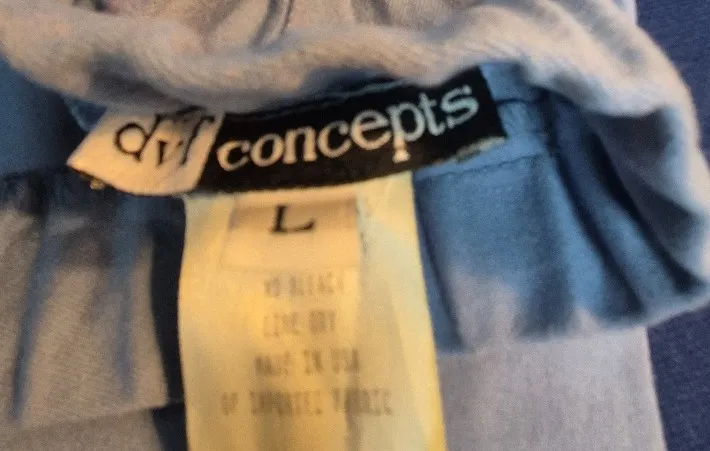 dvf concepts
L
NO BLEACH
LINE DRY
MADE IN USA
OF IMPORTED FABRIC